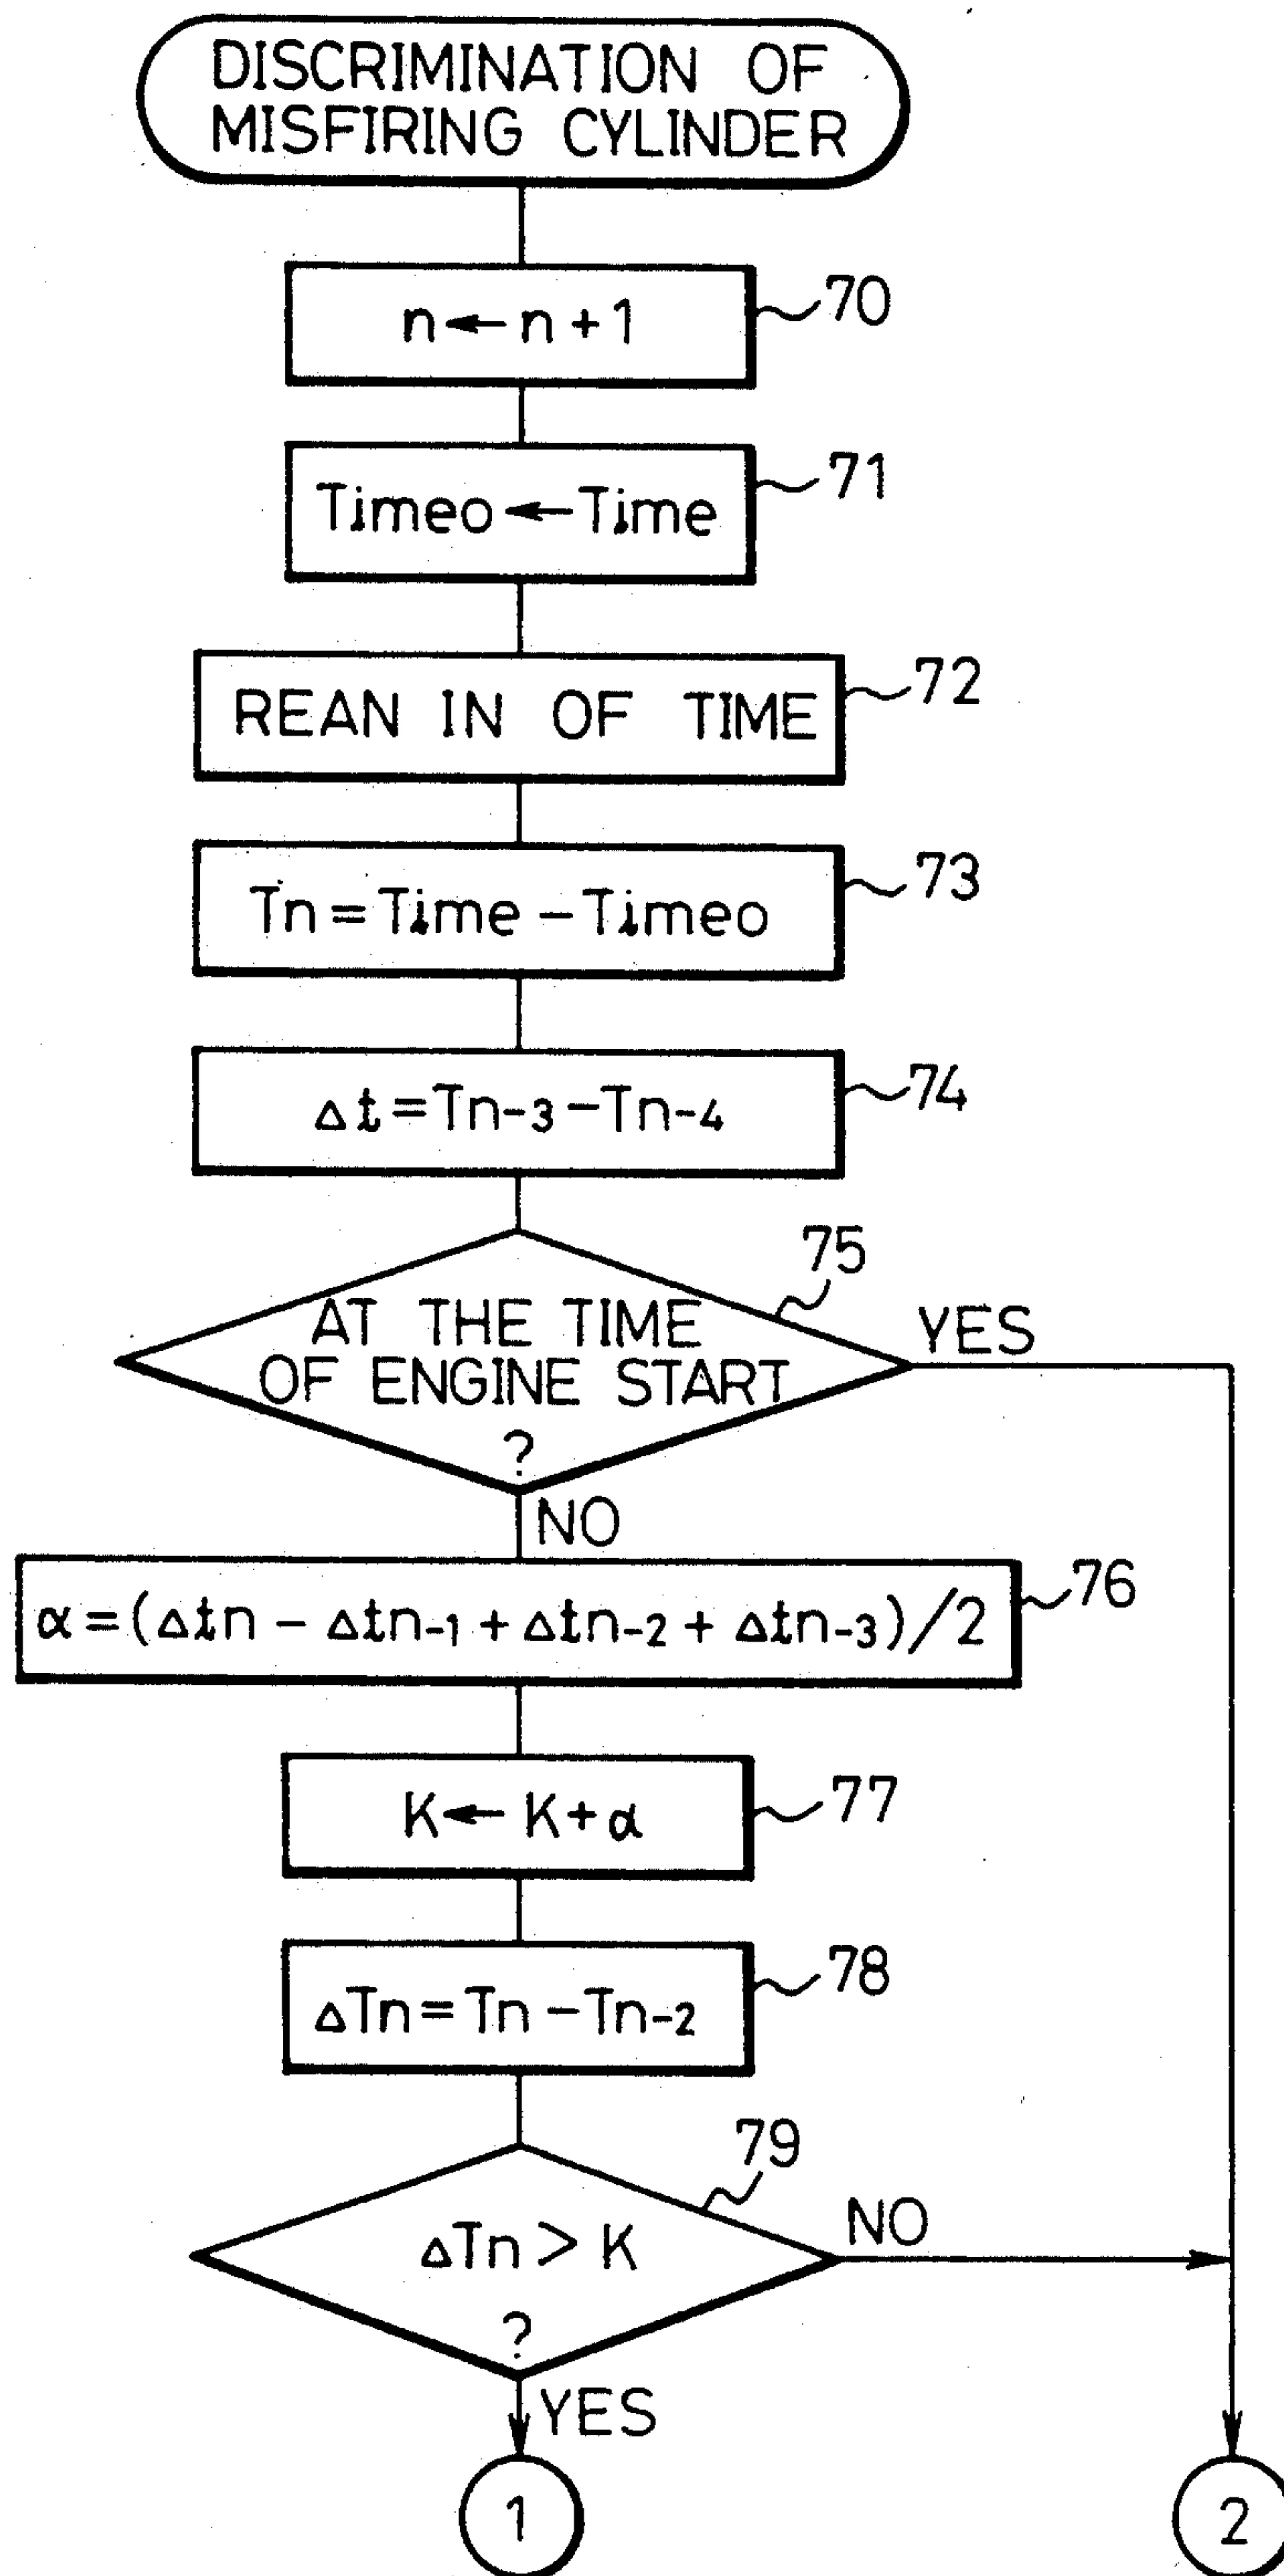 DISCRIMINATION OF
MISFIRING CYLINDER
n ← n + 1
70
Timeo ← Time
71
REAN IN OF TIME
72
Tn = Time - Timeo
73
Δt = Tn-3 - Tn-4
74
75
AT THE TIME
OF ENGINE START
?
YES
NO
α = (Δtn - Δtn-1 + Δtn-2 + Δtn-3)/2
76
K ← K + α
77
ΔTn = Tn - Tn-2
78
79
ΔTn > K
?
NO
YES
1
2